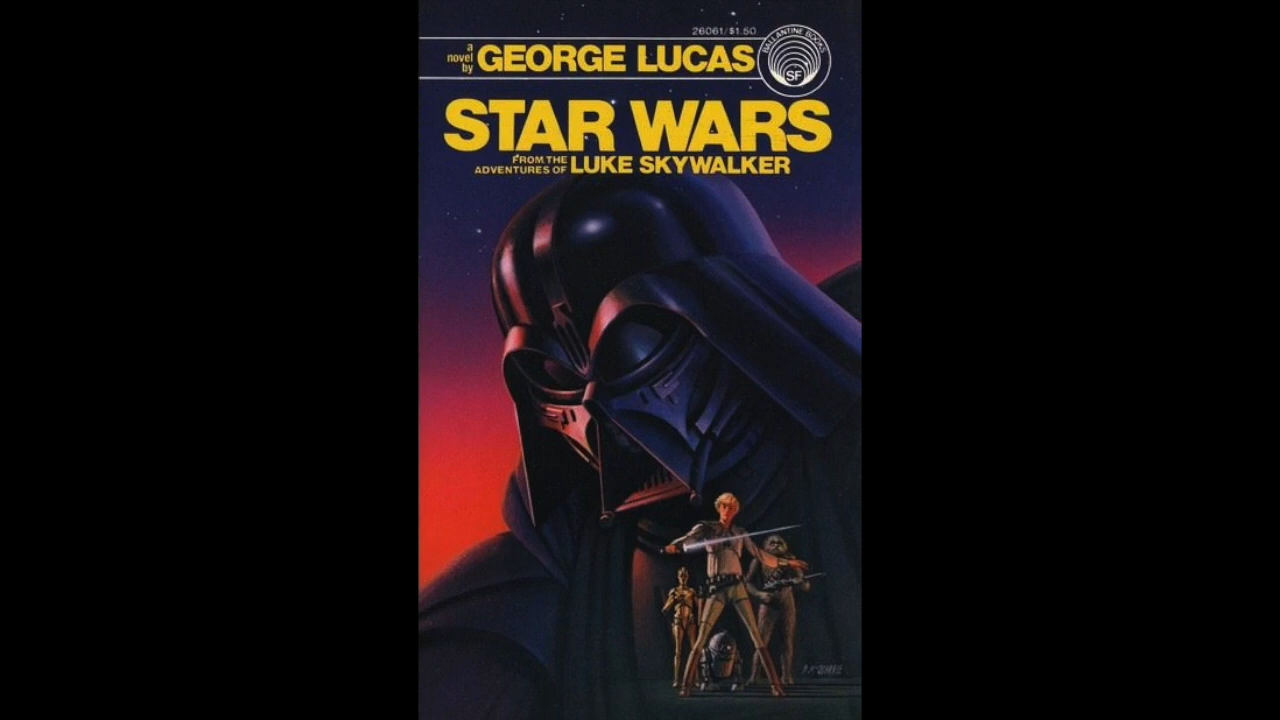 26061/$1.50
a
novel
by
GEORGE LUCAS
BALLANTINE BOOKS
SF
STAR WARS
FROM THE
ADVENTURES OF
LUKE SKYWALKER